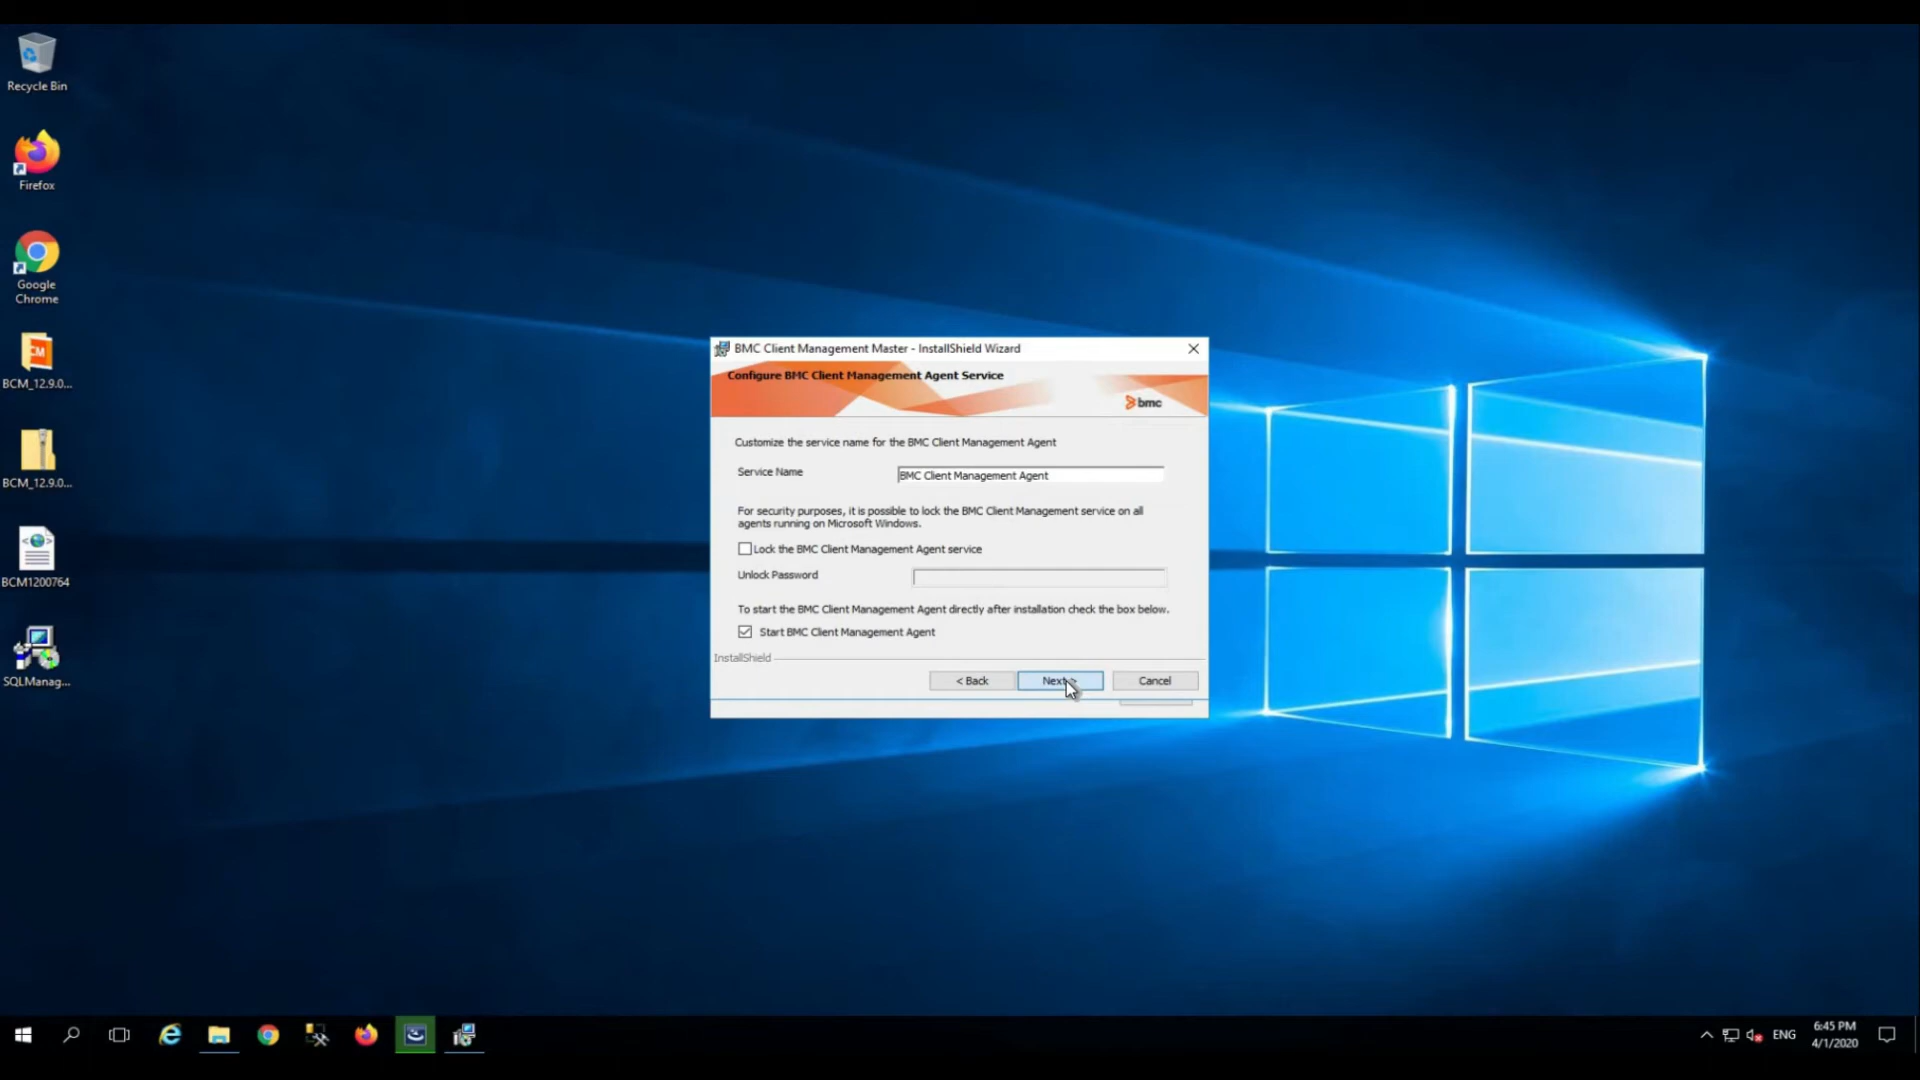 Recycle Bin
Firefox
Google
Chrome
CM
BCM_12.9.0...
BCM_12.9.0...
BCM1200764
SQLManag...
BMC Client Management Master - InstallShield Wizard
Configure BMC Client Management Agent Service
bmc
Customize the service name for the BMC Client Management Agent
Service Name
BMC Client Management Agent
For security purposes, it is possible to lock the BMC Client Management service on all
agents running on Microsoft Windows.
Lock the BMC Client Management Agent service
Unlock Password
To start the BMC Client Management Agent directly after installation check the box below.
Start BMC Client Management Agent
InstallShield
< Back
Next >
Cancel
ENG
6:45 PM
4/1/2020